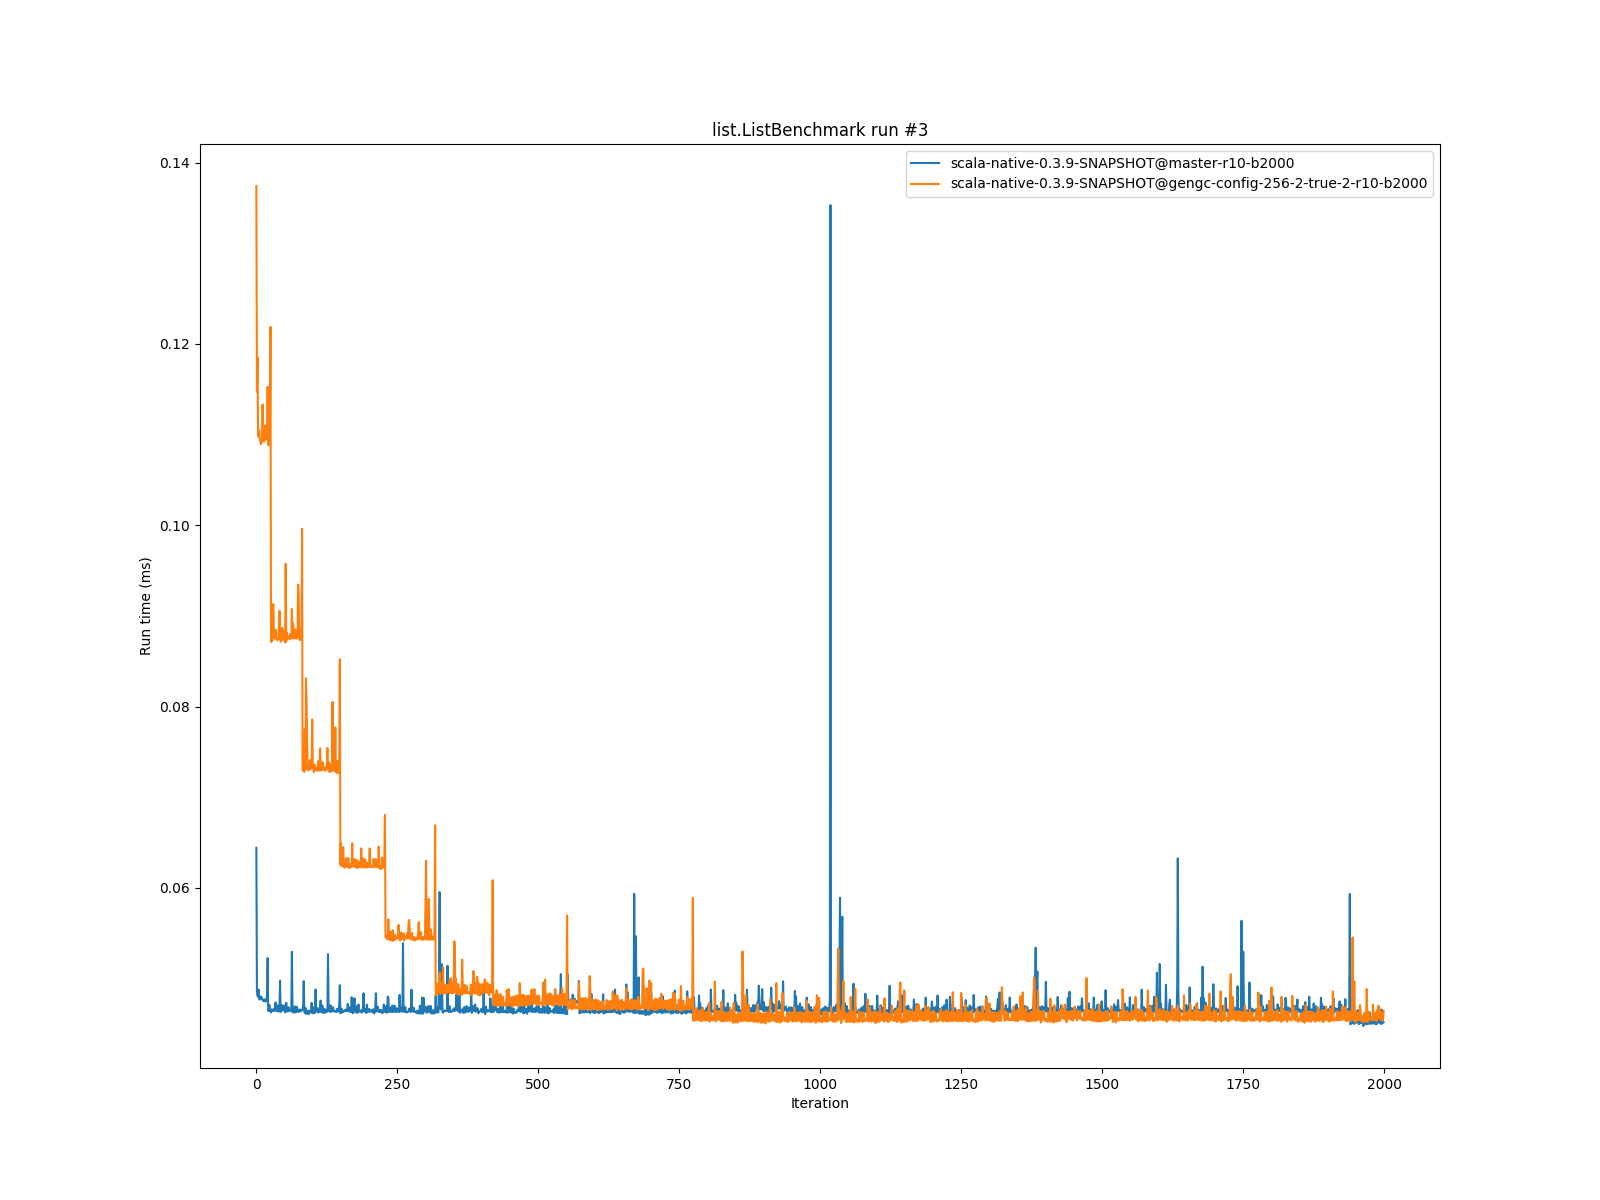 list.ListBenchmark run #3
scala-native-0.3.9-SNAPSHOT@master-r10-b2000
scala-native-0.3.9-SNAPSHOT@gengc-config-256-2-true-2-r10-b2000
0.14
0.12
0.10
0.08
0.06
Run time (ms)
0 250 500 750 1000 1250 1500 1750 2000
Iteration